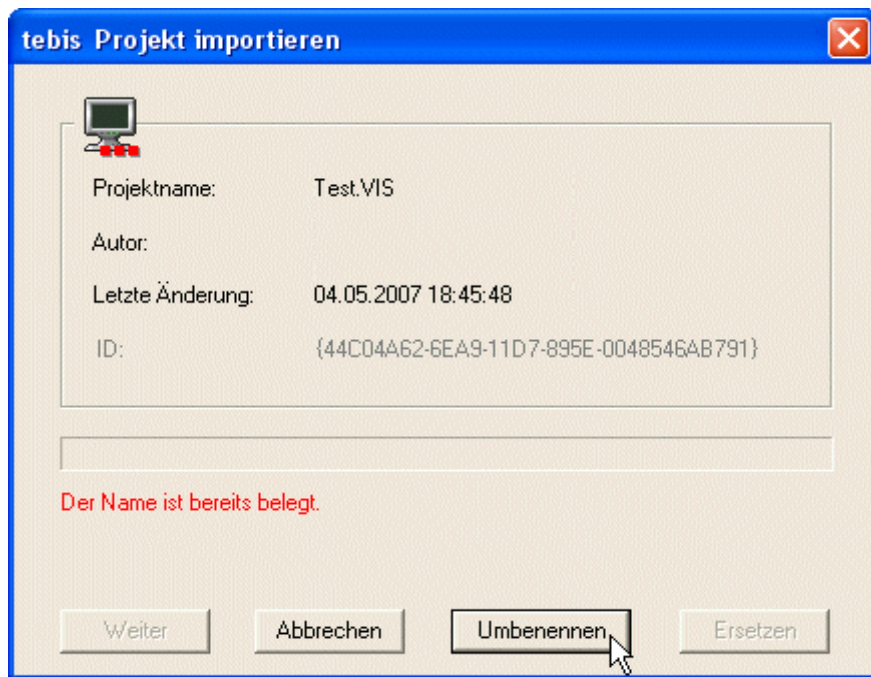 tebis Projekt importieren
Projektname: Test.VIS
Autor:
Letzte Änderung: 04.05.2007 18:45:48
ID: {44C04A62-6EA9-11D7-895E-0048546AB791}
Der Name ist bereits belegt.
Weiter Abbrechen Umbenennen Ersetzen